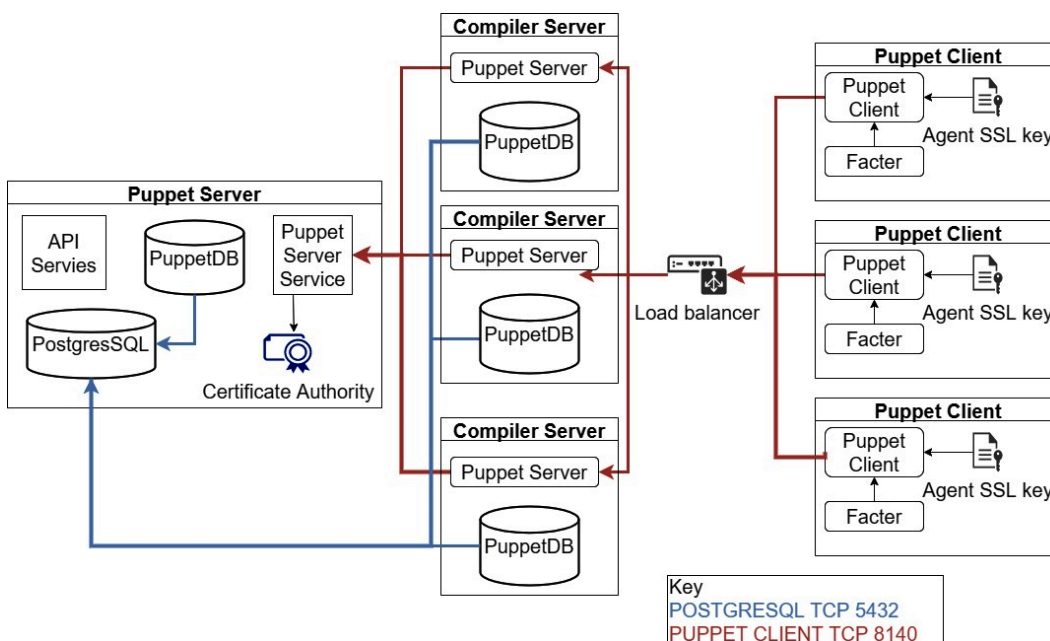 Compiler Server
Puppet Server
PuppetDB
Compiler Server
Puppet Server
PuppetDB
Compiler Server
Puppet Server
PuppetDB
Puppet Server
API
Servies
PuppetDB
Puppet
Server
Service
PostgresSQL
Certificate Authority
Load balancer
Puppet Client
Puppet
Client
Agent SSL key
Facter
Puppet Client
Puppet
Client
Agent SSL key
Facter
Puppet Client
Puppet
Client
Agent SSL key
Facter
Key
POSTGRESQL TCP 5432
PUPPET CLIENT TCP 8140